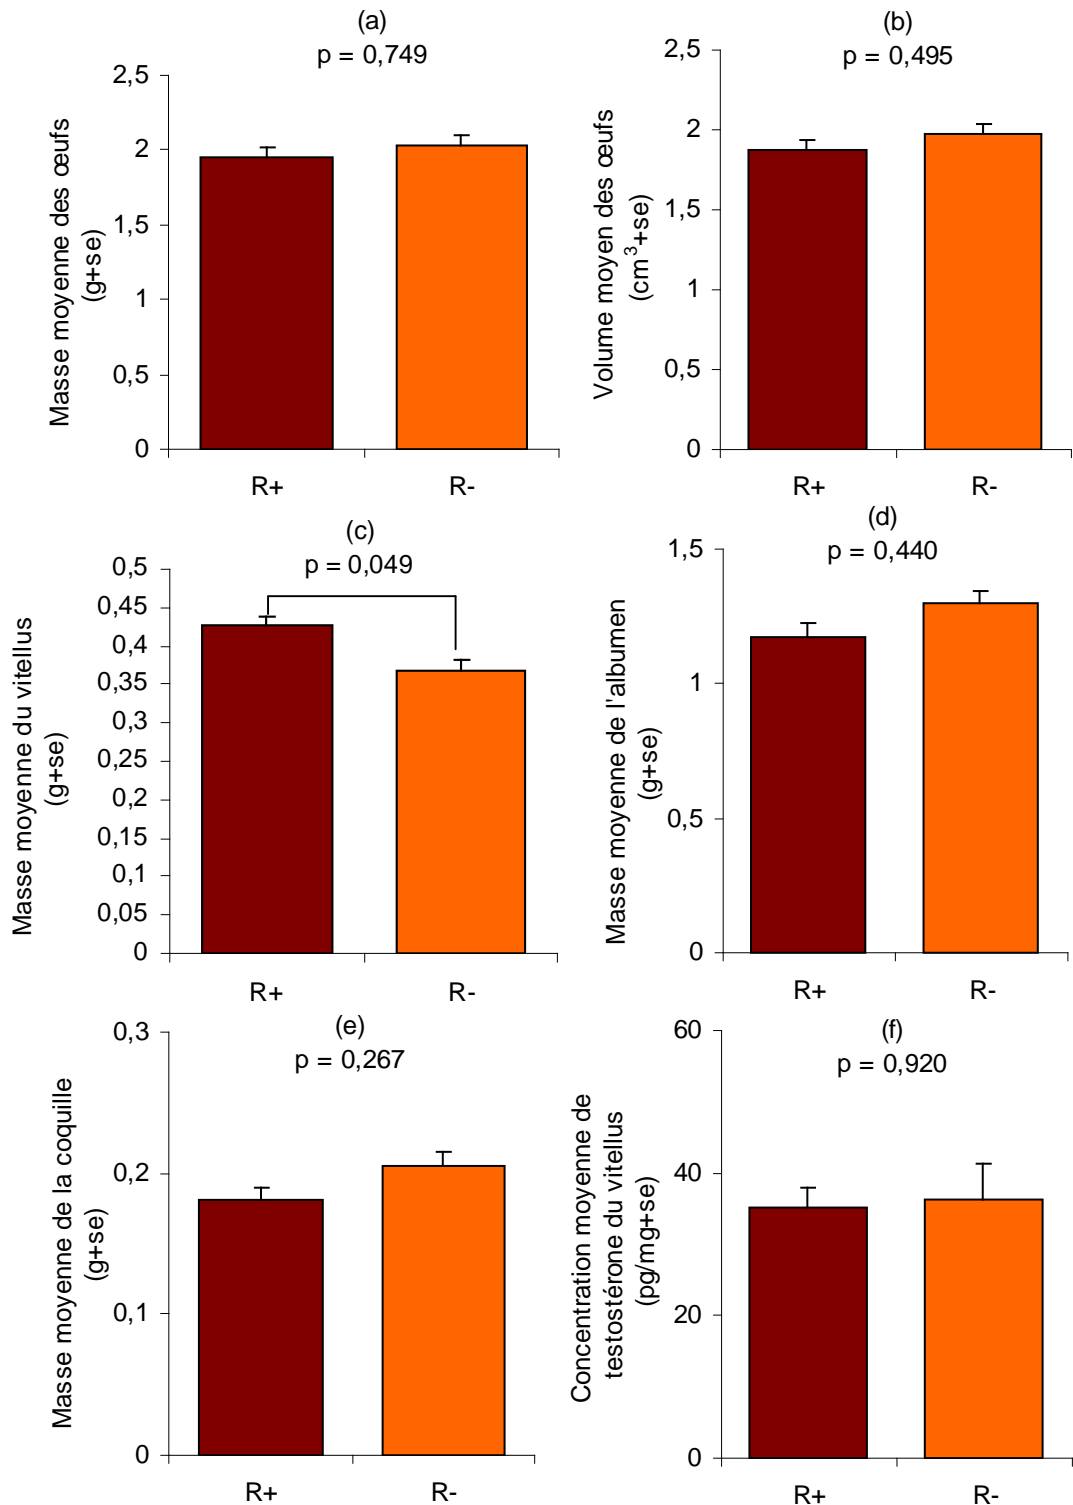 (a)
p = 0,749
Masse moyenne des œufs
(g+se)
2,5
2
1,5
1
0,5
0
R+
R-
(b)
p = 0,495
Volume moyen des œufs
(cm³+se)
2,5
2
1,5
1
0,5
0
R+
R-
(c)
p = 0,049
Masse moyenne du vitellus
(g+se)
0,5
0,45
0,4
0,35
0,3
0,25
0,2
0,15
0,1
0,05
0
R+
R-
(d)
p = 0,440
Masse moyenne de l'albumen
(g+se)
1,5
1
0,5
0
R+
R-
(e)
p = 0,267
Masse moyenne de la coquille
(g+se)
0,3
0,2
0,1
0
R+
R-
(f)
p = 0,920
Concentration moyenne de
testostérone du vitellus
(pg/mg+se)
60
40
20
0
R+
R-